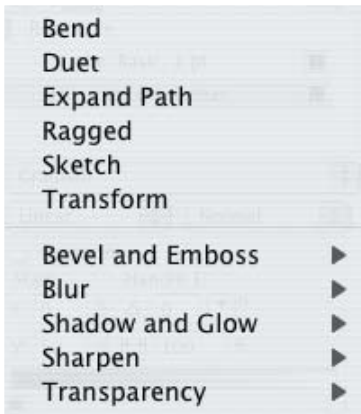 Bend
Duet
Expand Path
Ragged
Sketch
Transform
Bevel and Emboss
Blur
Shadow and Glow
Sharpen
Transparency